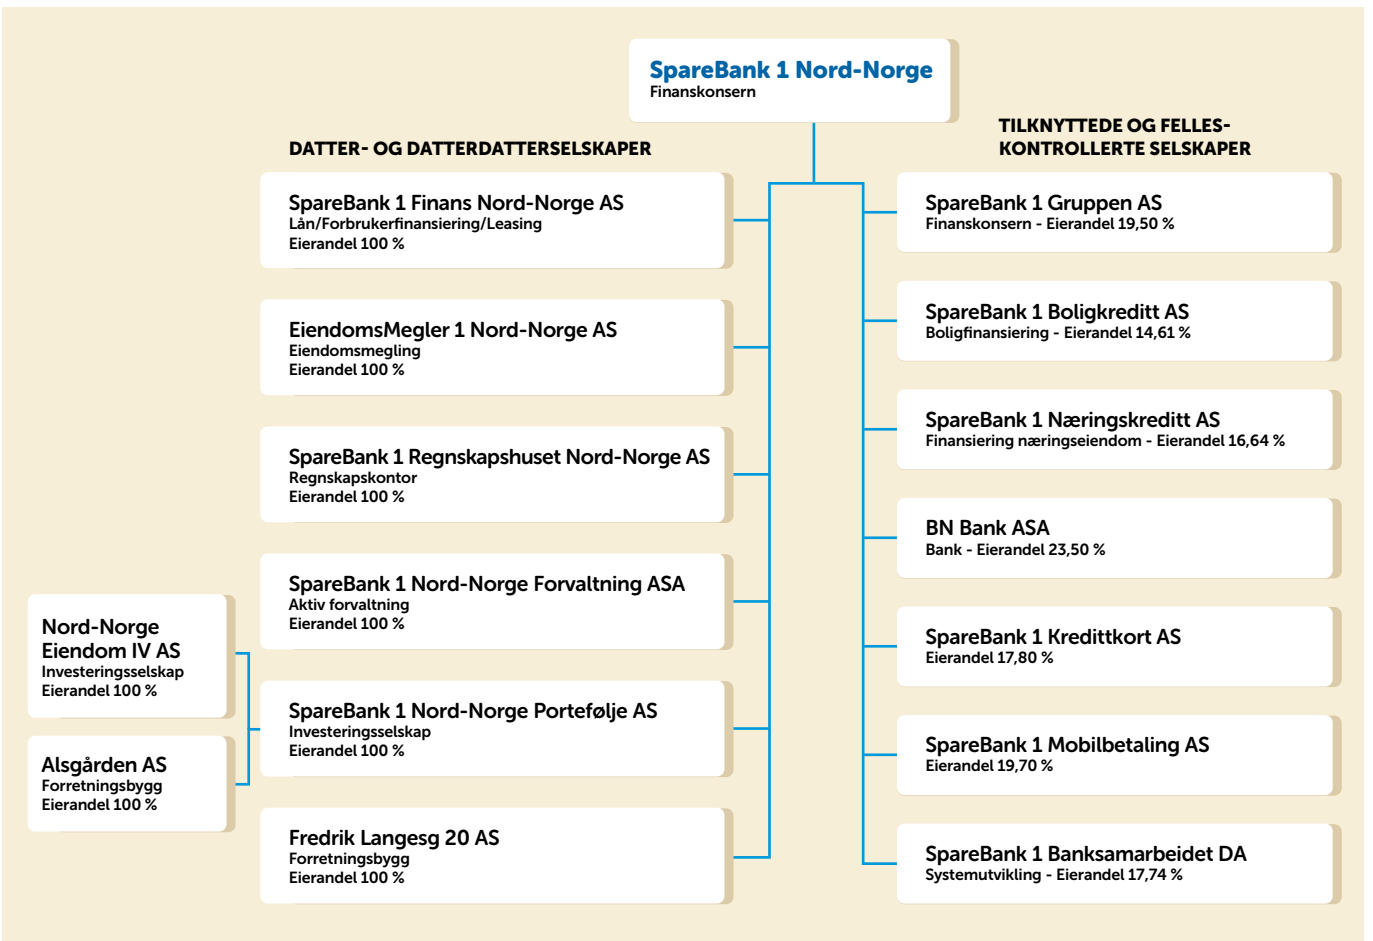 SpareBank 1 Nord-Norge
Finanskonsern
DATTER- OG DATTERDATTERSELSKAPER
SpareBank 1 Finans Nord-Norge AS
Lån/Forbrukerfinansiering/Leasing
Eierandel 100 %
EiendomsMegler 1 Nord-Norge AS
Eiendomsmegling
Eierandel 100 %
SpareBank 1 Regnskapshuset Nord-Norge AS
Regnskapskontor
Eierandel 100 %
SpareBank 1 Nord-Norge Forvaltning ASA
Aktiv forvaltning
Eierandel 100 %
SpareBank 1 Nord-Norge Portefølje AS
Investeringsselskap
Eierandel 100 %
Nord-Norge
Eiendom IV AS
Investeringsselskap
Eierandel 100 %
Alsgården AS
Forretningsbygg
Eierandel 100 %
Fredrik Langesg 20 AS
Forretningsbygg
Eierandel 100 %
TILKNYTTEDE OG FELLES-
KONTROLLERTE SELSKAPER
SpareBank 1 Gruppen AS
Finanskonsern - Eierandel 19,50 %
SpareBank 1 Boligkreditt AS
Boligfinansiering - Eierandel 14,61 %
SpareBank 1 Næringskreditt AS
Finansiering næringseiendom - Eierandel 16,64 %
BN Bank ASA
Bank - Eierandel 23,50 %
SpareBank 1 Kredittkort AS
Eierandel 17,80 %
SpareBank 1 Mobilbetaling AS
Eierandel 19,70 %
SpareBank 1 Banksamarbeidet DA
Systemutvikling - Eierandel 17,74 %